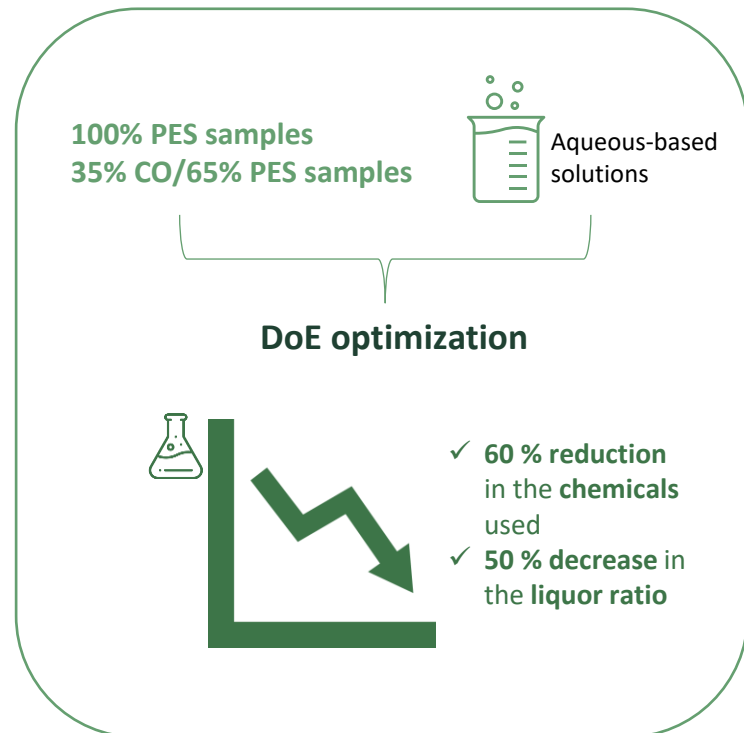 100% PES samples
35% CO/65% PES samples
Aqueous-based
solutions
DoE optimization
✓ 60 % reduction
in the chemicals
used
✓ 50 % decrease in
the liquor ratio